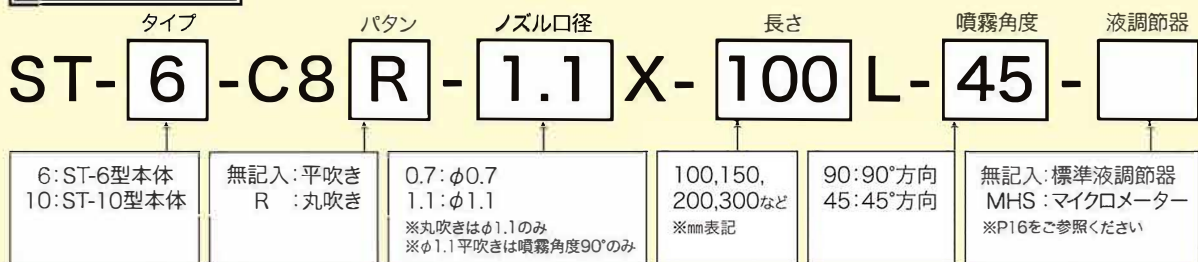 タイプ パタン ノズル口径 長さ 噴霧角度 液調節器
ST-6-C8R-1.1X-100L-45-
6:ST-6型本体
10:ST-10型本体
無記入:平吹き
R :丸吹き
0.7:φ0.7
1.1:φ1.1
※丸吹きはφ1.1のみ
※φ1.1平吹きは噴霧角度90°のみ
100,150,
200,300など
※mm表記
90:90°方向
45:45°方向
無記入:標準液調節器
MHS:マイクロメーター
※P16をご参照ください